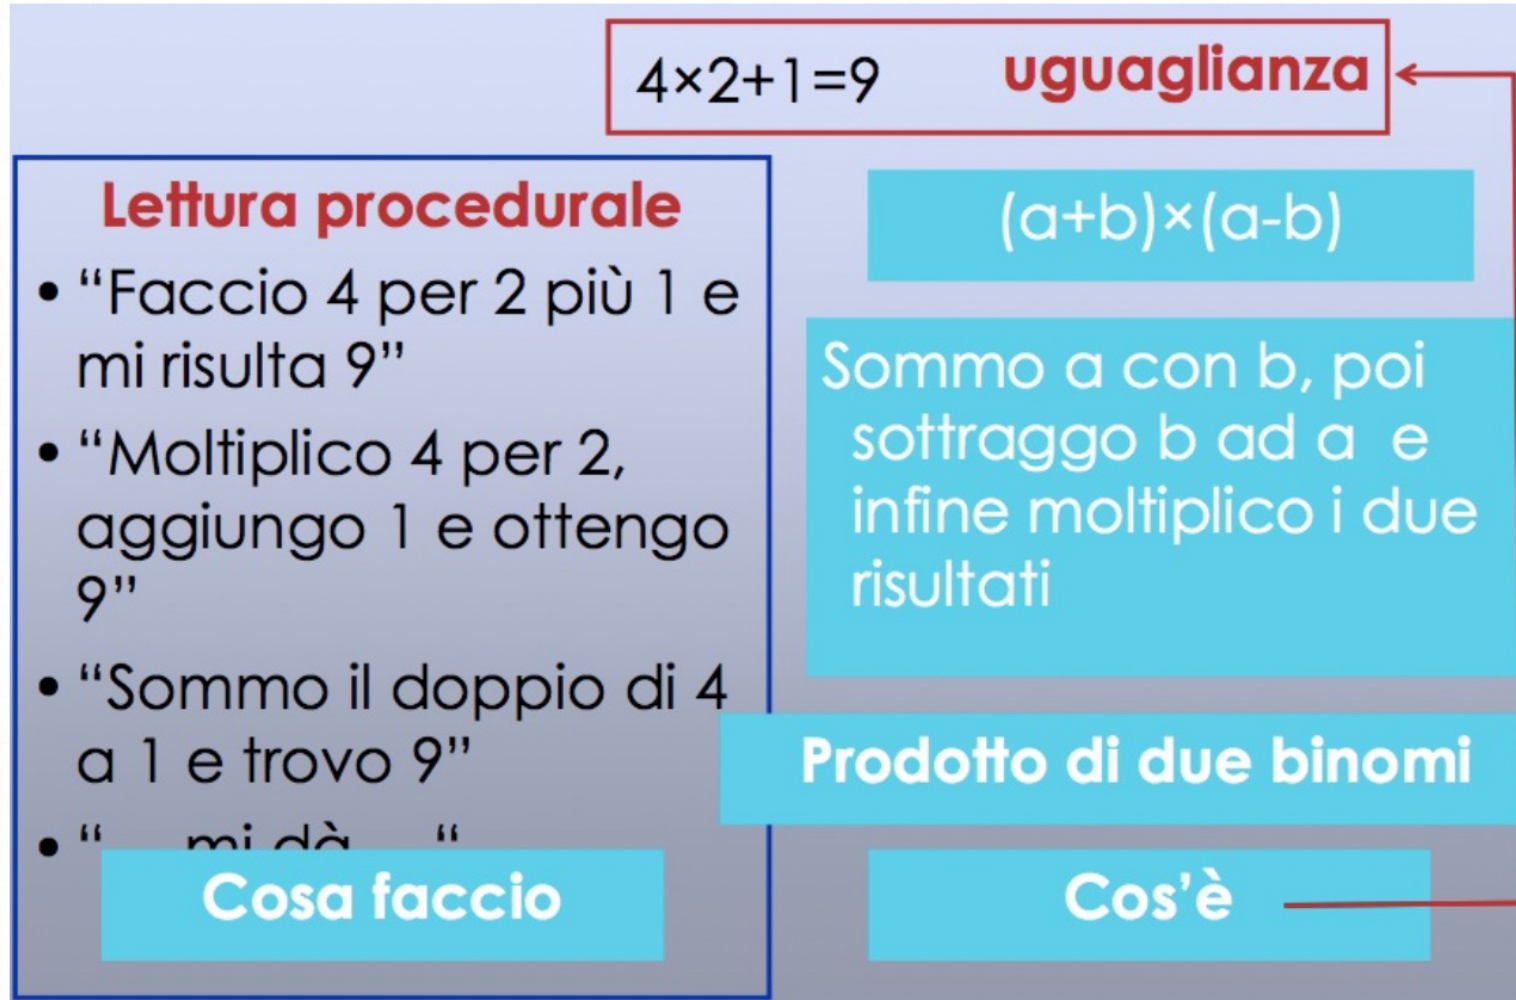 4×2+1=9 uguaglianza
Lettura procedurale
• “Faccio 4 per 2 più 1 e
mi risulta 9”
• “Moltiplico 4 per 2,
aggiungo 1 e ottengo
9”
• “Sommo il doppio di 4
a 1 e trovo 9”
• “ mi dà “
Cosa faccio
(a+b)×(a-b)
Sommo a con b, poi
sottraggo b ad a e
infine moltiplico i due
risultati
Prodotto di due binomi
Cos’è